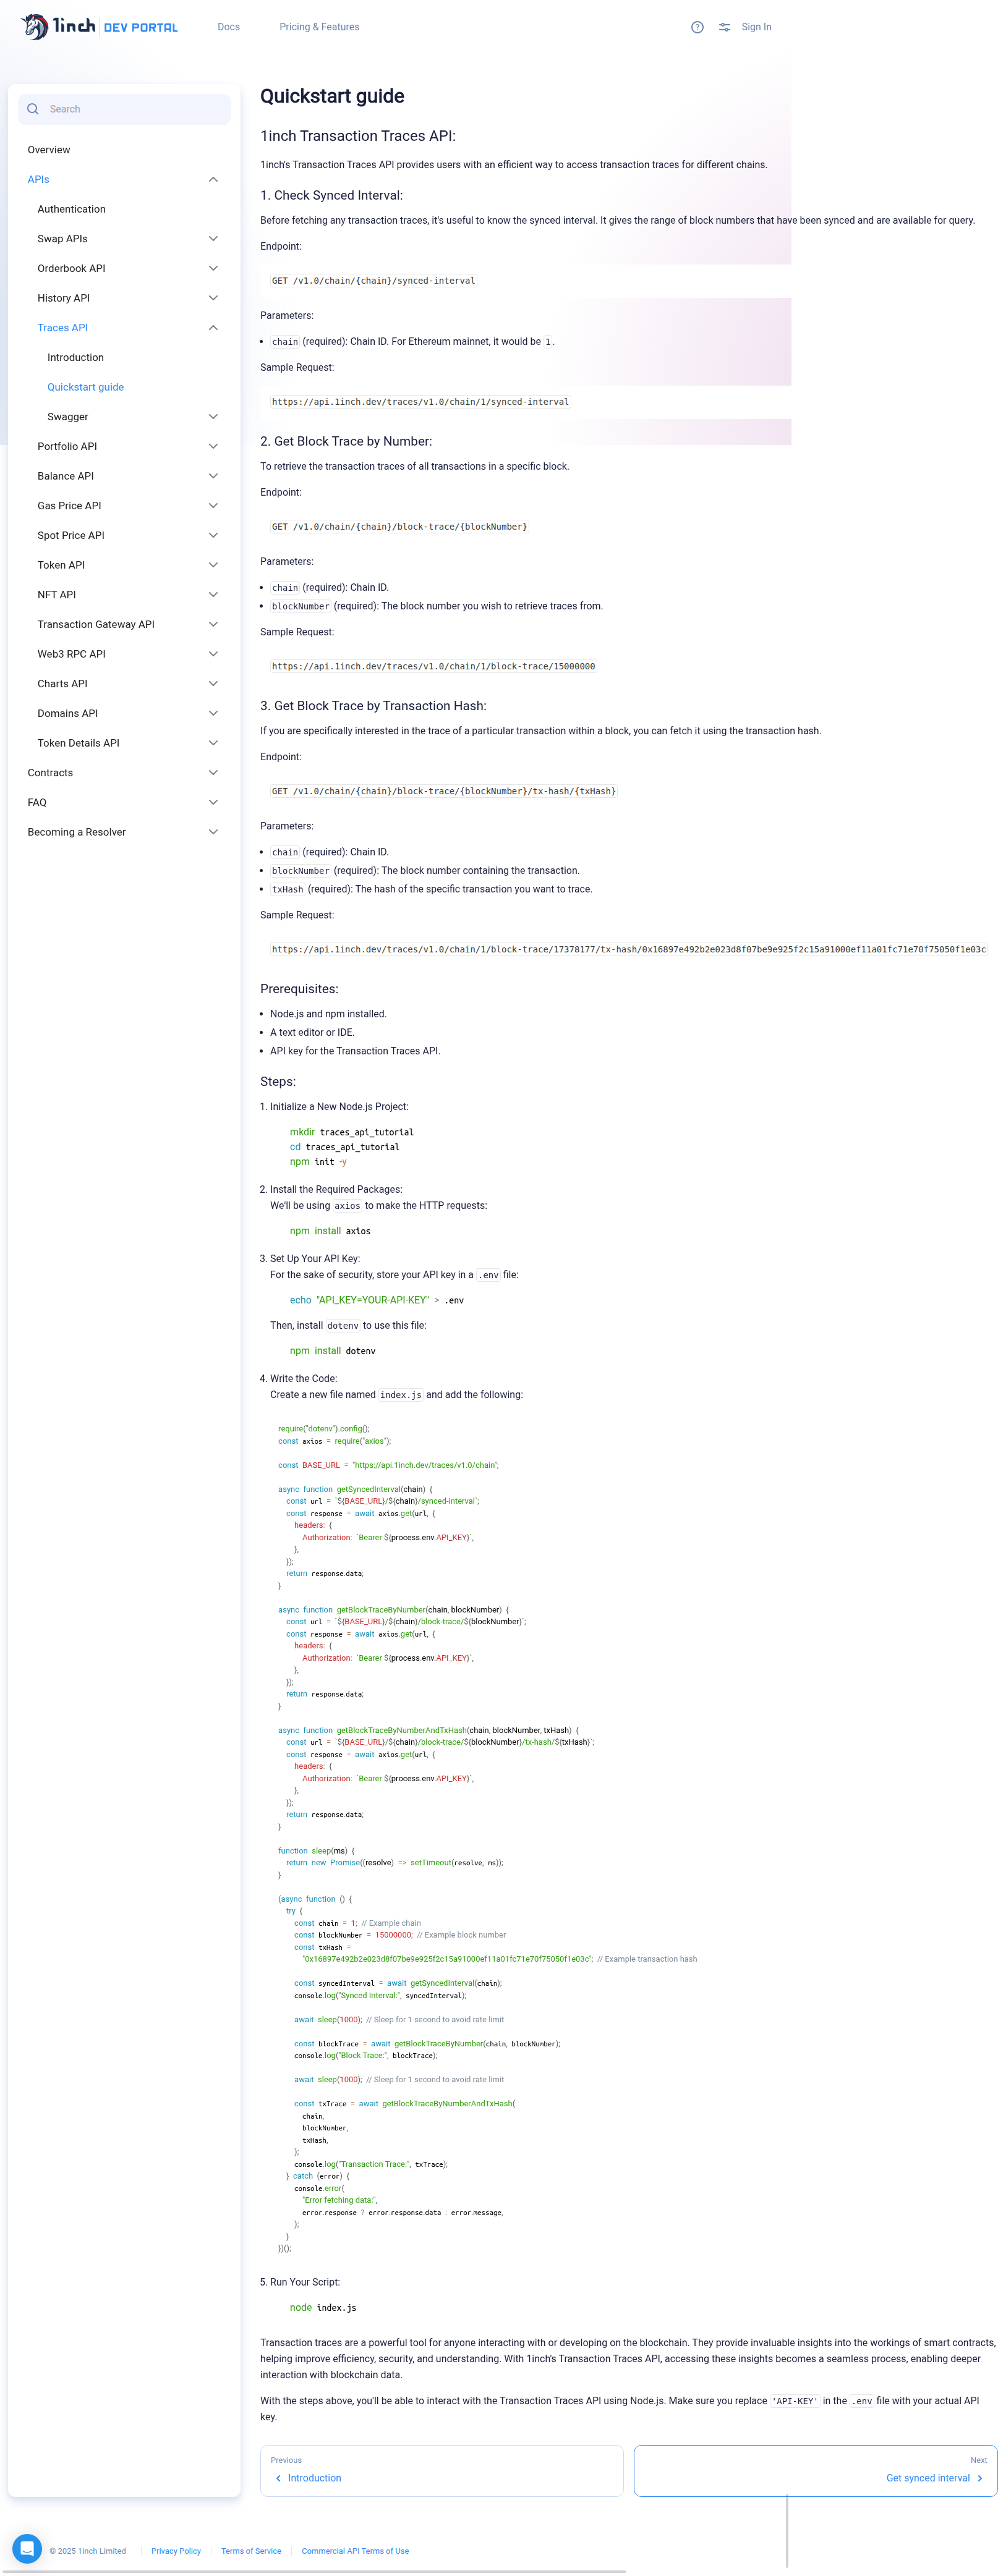 1inch DEV PORTAL
Docs
Pricing & Features
Sign In
Search
Overview
APIs
Authentication
Swap APIs
Orderbook API
History API
Traces API
Introduction
Quickstart guide
Swagger
Portfolio API
Balance API
Gas Price API
Spot Price API
Token API
NFT API
Transaction Gateway API
Web3 RPC API
Charts API
Domains API
Token Details API
Contracts
FAQ
Becoming a Resolver
Quickstart guide
1inch Transaction Traces API:
1inch's Transaction Traces API provides users with an efficient way to access transaction traces for different chains.
1. Check Synced Interval:
Before fetching any transaction traces, it's useful to know the synced interval. It gives the range of block numbers that have been synced and are available for query.
Endpoint:
GET /v1.0/chain/{chain}/synced-interval
Parameters:
• chain (required): Chain ID. For Ethereum mainnet, it would be 1.
Sample Request:
https://api.1inch.dev/traces/v1.0/chain/1/synced-interval
2. Get Block Trace by Number:
To retrieve the transaction traces of all transactions in a specific block.
Endpoint:
GET /v1.0/chain/{chain}/block-trace/{blockNumber}
Parameters:
• chain (required): Chain ID.
• blockNumber (required): The block number you wish to retrieve traces from.
Sample Request:
https://api.1inch.dev/traces/v1.0/chain/1/block-trace/15000000
3. Get Block Trace by Transaction Hash:
If you are specifically interested in the trace of a particular transaction within a block, you can fetch it using the transaction hash.
Endpoint:
GET /v1.0/chain/{chain}/block-trace/{blockNumber}/tx-hash/{txHash}
Parameters:
• chain (required): Chain ID.
• blockNumber (required): The block number containing the transaction.
• txHash (required): The hash of the specific transaction you want to trace.
Sample Request:
https://api.1inch.dev/traces/v1.0/chain/1/block-trace/17378177/tx-hash/0x16897e492b2e023d8f07be9e925f2c15a91000ef11a01fc71e70f75050f1e03c
Prerequisites:
• Node.js and npm installed.
• A text editor or IDE.
• API key for the Transaction Traces API.
Steps:
1. Initialize a New Node.js Project:
mkdir traces_api_tutorial
cd traces_api_tutorial
npm init -y
2. Install the Required Packages:
We'll be using axios to make the HTTP requests:
npm install axios
3. Set Up Your API Key:
For the sake of security, store your API key in a .env file:
echo "API_KEY=YOUR-API-KEY" > .env
Then, install dotenv to use this file:
npm install dotenv
4. Write the Code:
Create a new file named index.js and add the following:
require("dotenv").config();
const axios = require("axios");
const BASE_URL = "https://api.1inch.dev/traces/v1.0/chain";
async function getSyncedInterval(chain) {
const url = `${BASE_URL}/${chain}/synced-interval`;
const response = await axios.get(url, {
headers: {
Authorization: `Bearer ${process.env.API_KEY}`,
},
});
return response.data;
}
async function getBlockTraceByNumber(chain, blockNumber) {
const url = `${BASE_URL}/${chain}/block-trace/${blockNumber}`;
const response = await axios.get(url, {
headers: {
Authorization: `Bearer ${process.env.API_KEY}`,
},
});
return response.data;
}
async function getBlockTraceByNumberAndTxHash(chain, blockNumber, txHash) {
const url = `${BASE_URL}/${chain}/block-trace/${blockNumber}/tx-hash/${txHash}`;
const response = await axios.get(url, {
headers: {
Authorization: `Bearer ${process.env.API_KEY}`,
},
});
return response.data;
}
function sleep(ms) {
return new Promise((resolve) => setTimeout(resolve, ms));
}
(async function () {
try {
const chain = 1; // Example chain
const blockNumber = 15000000; // Example block number
const txHash =
"0x16897e492b2e023d8f07be9e925f2c15a91000ef11a01fc71e70f75050f1e03c"; // Example transaction hash
const syncedInterval = await getSyncedInterval(chain);
console.log("Synced Interval:", syncedInterval);
await sleep(1000); // Sleep for 1 second to avoid rate limit
const blockTrace = await getBlockTraceByNumber(chain, blockNumber);
console.log("Block Trace:", blockTrace);
await sleep(1000); // Sleep for 1 second to avoid rate limit
const txTrace = await getBlockTraceByNumberAndTxHash(
chain,
blockNumber,
txHash,
);
console.log("Transaction Trace:", txTrace);
} catch (error) {
console.error(
"Error fetching data:",
error.response ? error.response.data : error.message,
);
}
})();
5. Run Your Script:
node index.js
Transaction traces are a powerful tool for anyone interacting with or developing on the blockchain. They provide invaluable insights into the workings of smart contracts,
helping improve efficiency, security, and understanding. With 1inch's Transaction Traces API, accessing these insights becomes a seamless process, enabling deeper
interaction with blockchain data.
With the steps above, you'll be able to interact with the Transaction Traces API using Node.js. Make sure you replace 'API-KEY' in the .env file with your actual API
key.
Previous
Introduction
Next
Get synced interval
© 2025 1inch Limited
Privacy Policy
Terms of Service
Commercial API Terms of Use